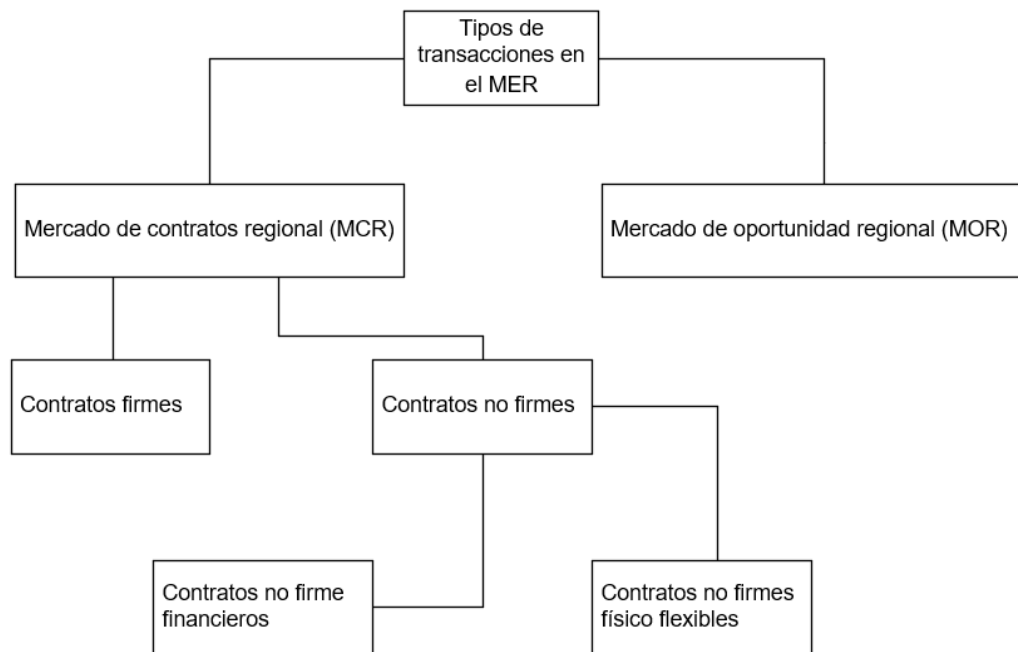 Tipos de
transacciones en
el MER
Mercado de contratos regional (MCR)
Mercado de oportunidad regional (MOR)
Contratos firmes
Contratos no firmes
Contratos no firme
financieros
Contratos no firmes
físico flexibles